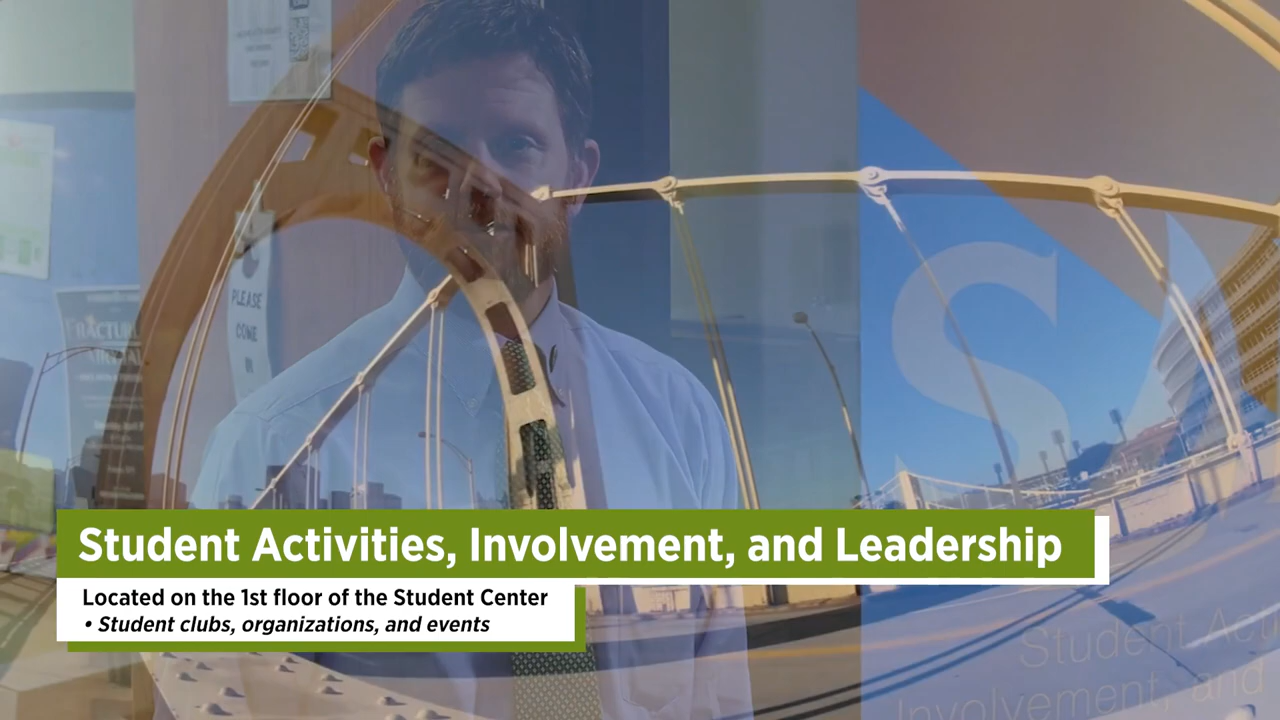 PLEASE
COME
IN
S
Student Activities, Involvement, and Leadership
Located on the 1st floor of the Student Center
• Student clubs, organizations, and events
Student Act
Involvement, and